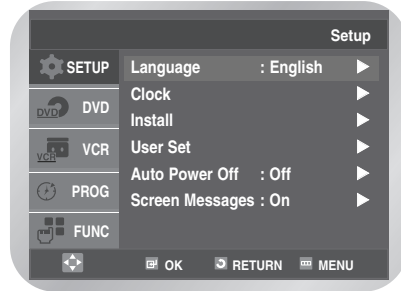 Setup
SETUP
Language : English
Clock
DVD DVD
Install
VCR VCR
User Set
Auto Power Off : Off
PROG
Screen Messages : On
FUNC
OK RETURN MENU